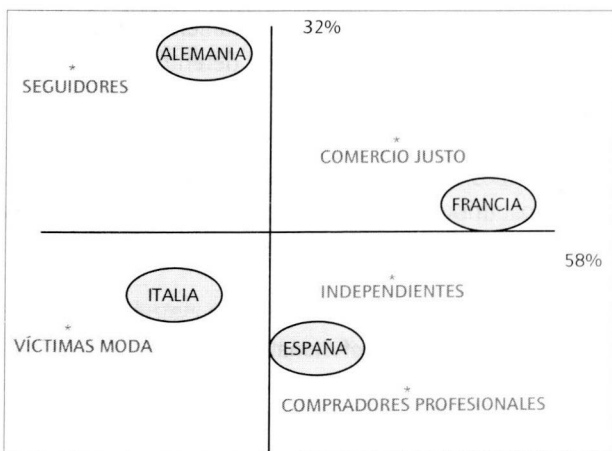 32%
ALEMANIA
*
SEGUIDORES
*
COMERCIO JUSTO
FRANCIA
58%
*
INDEPENDIENTES
ITALIA
*
VÍCTIMAS MODA
ESPAÑA
*
COMPRADORES PROFESIONALES